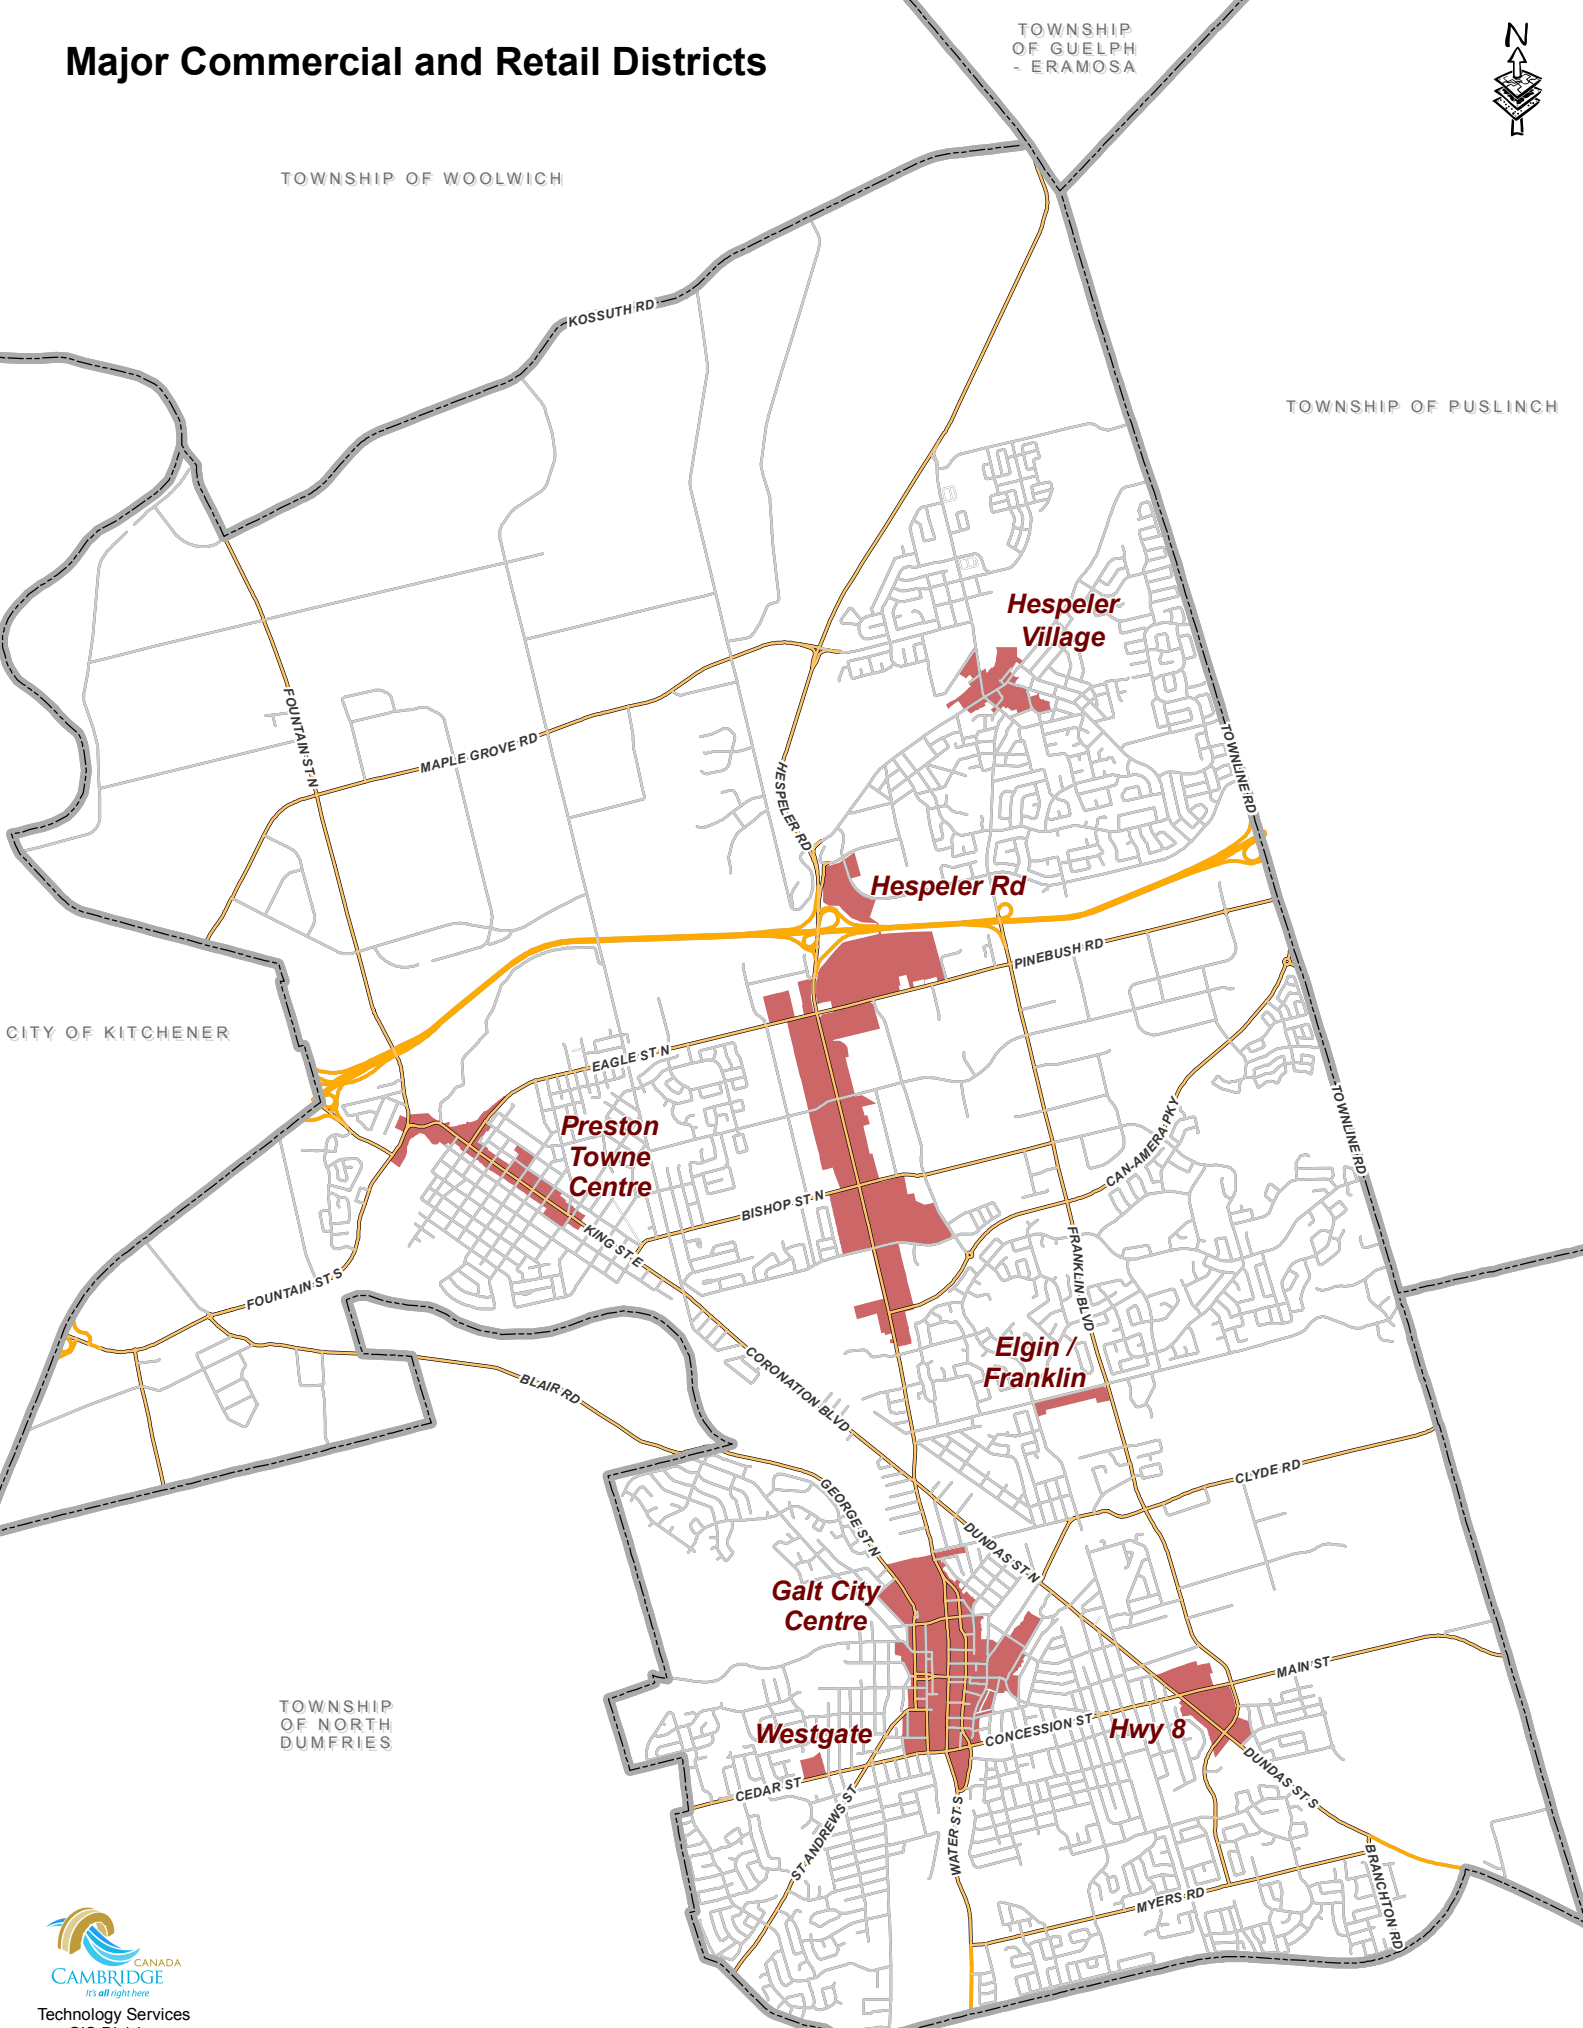 Major Commercial and Retail Districts
TOWNSHIP
OF GUELPH
- ERAMOSA
N
TOWNSHIP OF WOOLWICH
KOSSUTH RD
TOWNSHIP OF PUSLINCH
Hespeler
Village
FOUNTAIN ST N
MAPLE GROVE RD
HESPELER RD
TOWNLINE RD
Hespeler Rd
PINEBUSH RD
CITY OF KITCHENER
EAGLE ST N
Preston
Towne
Centre
CAN-AMERA PKY
TOWNLINE RD
BISHOP ST N
KING ST E
FOUNTAIN ST S
FRANKLIN BLVD
Elgin /
Franklin
CORONATION BLVD
BLAIR RD
CLYDE RD
GEORGE ST N
DUNDAS ST N
Galt City
Centre
MAIN ST
TOWNSHIP
OF NORTH
DUMFRIES
Westgate
CONCESSION ST
Hwy 8
CEDAR ST
DUNDAS ST S
ST ANDREWS ST
WATER ST S
BRANCHTON RD
MYERS RD
CANADA
CAMBRIDGE
It's all right here
Technology Services